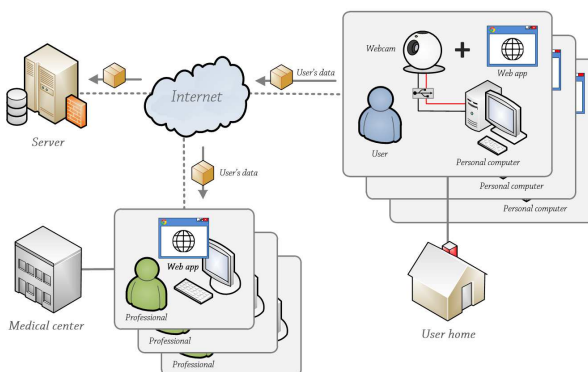 Webcam
Web app
User's data
Internet
Server
User
Personal computer
Personal computer
Personal computer
User's data
Web app
Professional
Professional
Professional
Medical center
User home